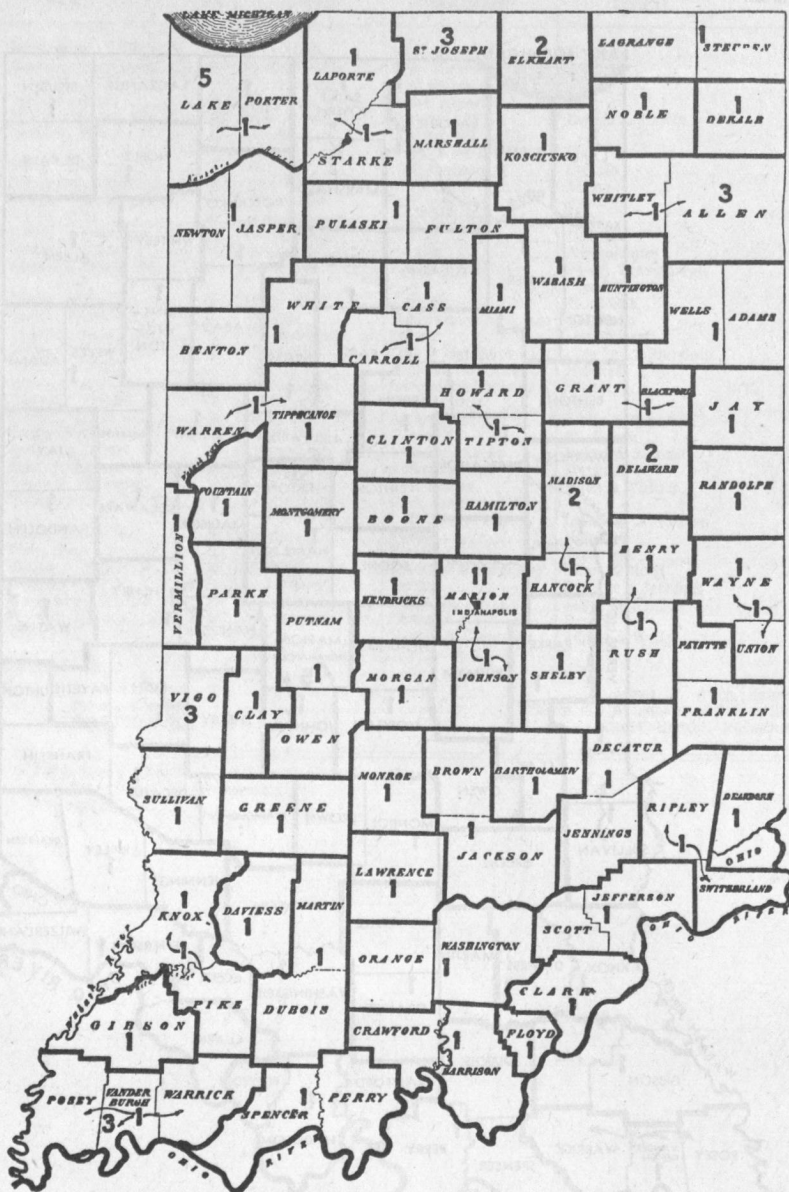 LAKE MICHIGAN
5
LAKE
PORTER
1
1
LAPORTE
1
STARKE
3
ST JOSEPH
2
ELKHART
LAGRANGE
1
STEUBEN
1
MARSHALL
1
KOSCIUSKO
1
NOBLE
1
DEKALB
NEWTON
1
JASPER
PULASKI
1
FULTON
WHITLEY
1
3
ALLEN
WHITE
1
BENTON
1
CASS
1
CARROLL
1
MIAMI
1
WABASH
1
HUNTINGTON
WELLS
1
ADAMS
WARREN
1
TIPPECANOE
1
CLINTON
1
1
HOWARD
1
TIPTON
1
GRANT
BLACKFORD
1
JAY
1
FOUNTAIN
1
MONTGOMERY
1
BOONE
1
HAMILTON
1
MADISON
2
2
DELAWARE
RANDOLPH
1
1
VERMILLION
PARKE
1
PUTNAM
1
1
HENDRICKS
11
MARION
INDIANAPOLIS
1
HANCOCK
HENRY
1
1
WAYNE
1
UNION
VIGO
3
1
CLAY
OWEN
MORGAN
1
1
JOHNSON
1
SHELBY
1
RUSH
FAYETTE
1
FRANKLIN
SULLIVAN
1
GREENE
1
MONROE
1
BROWN
1
BARTHOLOMEW
1
DECATUR
1
JENNINGS
RIPLEY
1
DEARBORN
1
OHIO
SWITZERLAND
1
KNOX
1
DAVIESS
1
MARTIN
1
LAWRENCE
1
JACKSON
SCOTT
JEFFERSON
1
OHIO RIVER
GIBSON
1
PIKE
DUBOIS
ORANGE
CRAWFORD
WASHINGTON
1
CLARK
1
FLOYD
1
1
HARRISON
POSEY
VANDER
BURGH
3
1
WARRICK
1
SPENCER
PERRY
OHIO RIVER